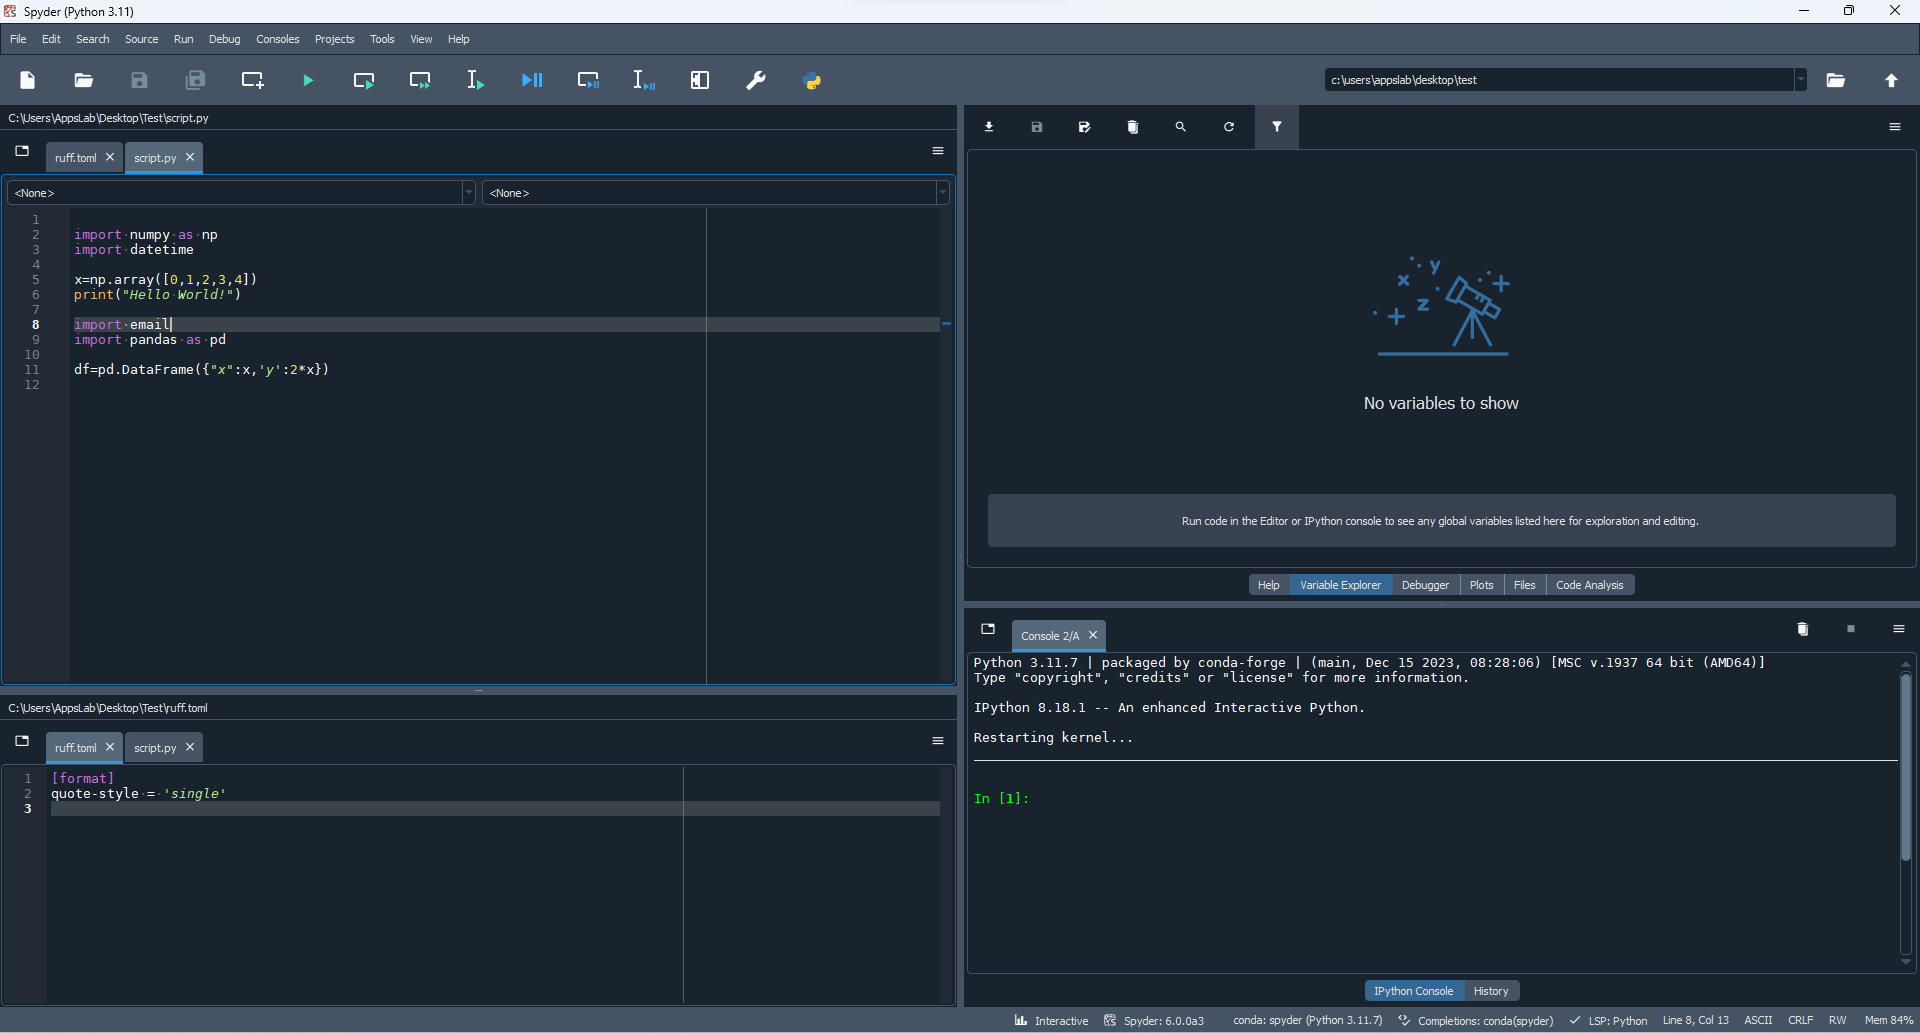 Spyder (Python 3.11)
File Edit Search Source Run Debug Consoles Projects Tools View Help
c:\users\appslab\desktop\test
C:\Users\AppsLab\Desktop\Test\script.py
ruff.toml script.py
<None> <None>
1
2 import numpy as np
3 import datetime
4
5 x=np.array([0,1,2,3,4])
6 print("Hello World!")
7
8 import email
9 import pandas as pd
10
11 df=pd.DataFrame({"x":x,'y':2*x})
12
C:\Users\AppsLab\Desktop\Test\ruff.toml
ruff.toml script.py
1 [format]
2 quote-style = 'single'
3
x y z
No variables to show
Run code in the Editor or IPython console to see any global variables listed here for exploration and editing.
Help Variable Explorer Debugger Plots Files Code Analysis
Console 2/A
Python 3.11.7 | packaged by conda-forge | (main, Dec 15 2023, 08:28:06) [MSC v.1937 64 bit (AMD64)]
Type "copyright", "credits" or "license" for more information.
IPython 8.18.1 -- An enhanced Interactive Python.
Restarting kernel...
In [1]:
IPython Console History
Interactive Spyder: 6.0.0a3 conda: spyder (Python 3.11.7) Completions: conda(spyder) LSP: Python Line 8, Col 13 ASCII CRLF RW Mem 84%